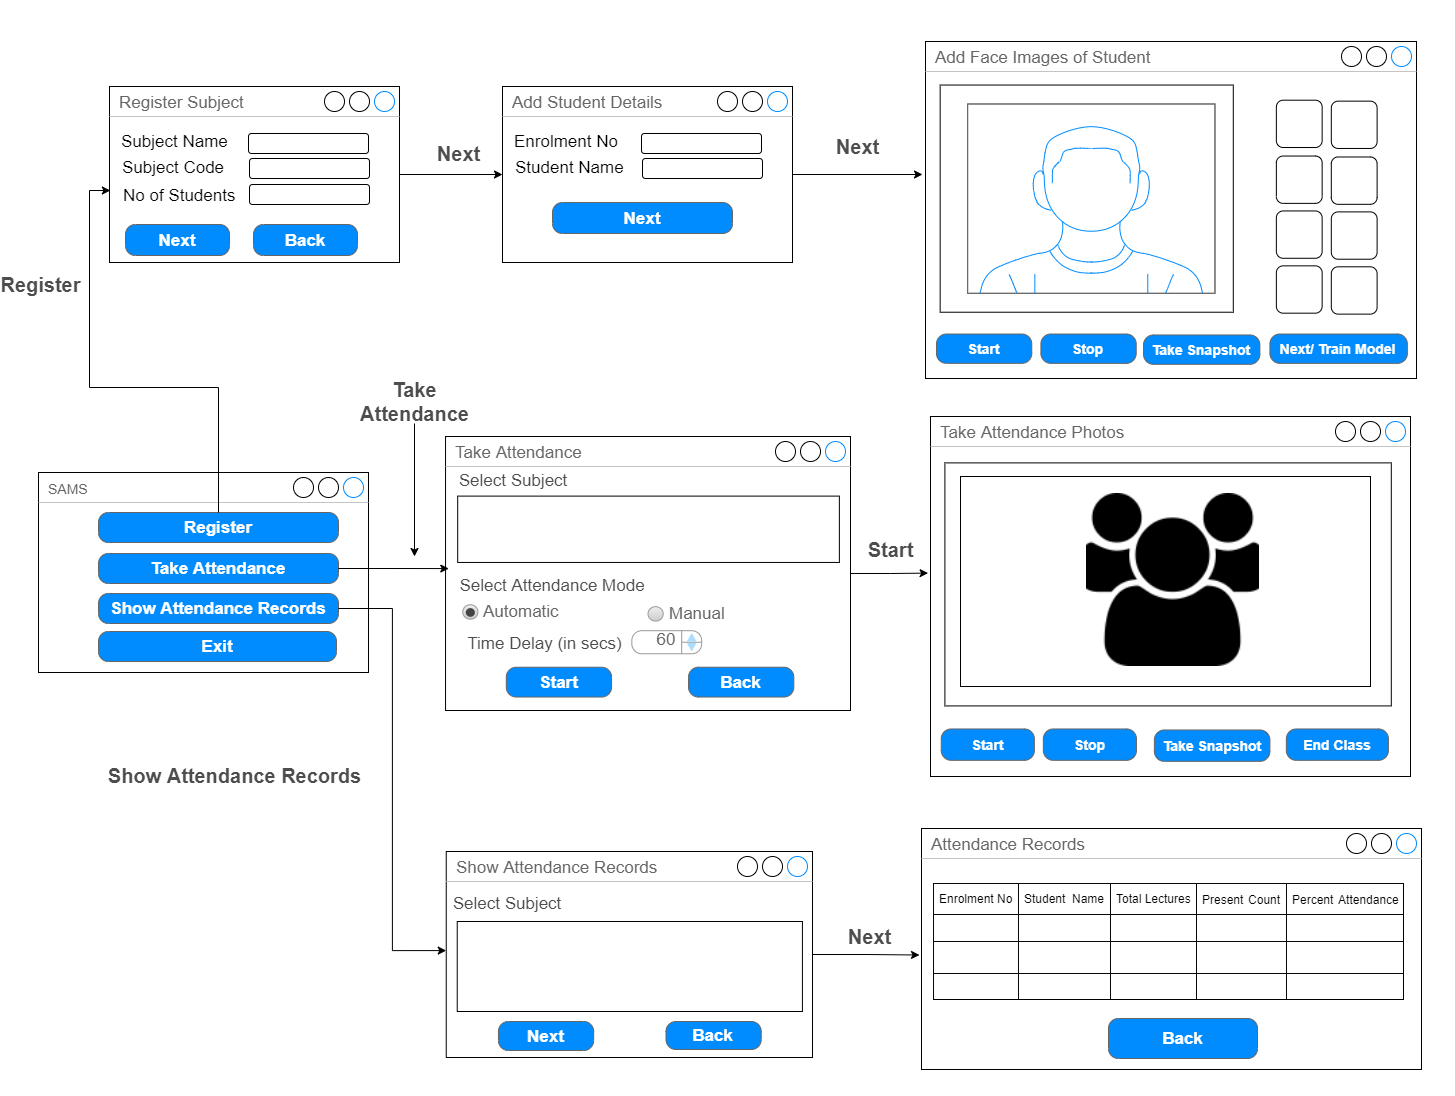 Add Face Images of Student
Register Subject
Add Student Details
Subject Name
Subject Code
No of Students
Next
Back
Next
Enrolment No
Student Name
Next
Next
Start
Stop
Take Snapshot
Next/ Train Model
Register
Take
Attendance
SAMS
Register
Take Attendance
Show Attendance Records
Exit
Take Attendance
Select Subject
Select Attendance Mode
Automatic
Manual
Time Delay (in secs)
60
Start
Back
Start
Take Attendance Photos
Start
Stop
Take Snapshot
End Class
Show Attendance Records
Show Attendance Records
Select Subject
Next
Back
Next
Attendance Records
Enrolment No
Student Name
Total Lectures
Present Count
Percent Attendance
Back